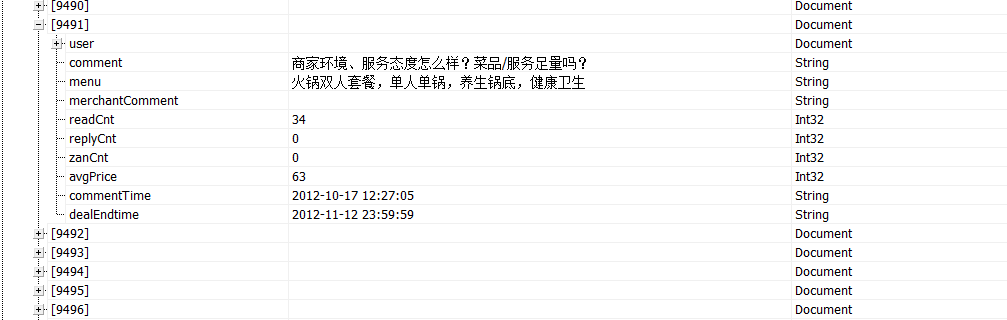 [9490] Document
[9491] Document
user Document
comment 商家环境、服务态度怎么样？菜品/服务足量吗？ String
menu 火锅双人套餐，单人单锅，养生锅底，健康卫生 String
merchantComment String
readCnt 34 Int32
replyCnt 0 Int32
zanCnt 0 Int32
avgPrice 63 Int32
commentTime 2012-10-17 12:27:05 String
dealEndtime 2012-11-12 23:59:59 String
[9492] Document
[9493] Document
[9494] Document
[9495] Document
[9496] Document